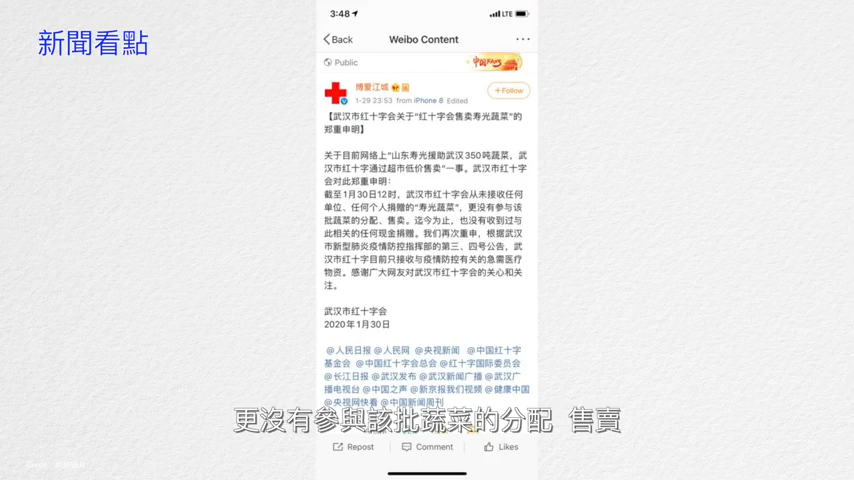 新聞看點
3:48
LTE
Back
Weibo Content
Public
中国
博爱江城
+Follow
1-29 23:53 from iPhone 8 Edited
【武汉市红十字会关于“红十字会售卖寿光蔬菜”的
郑重申明】
关于目前网络上“山东寿光援助武汉350吨蔬菜，武
汉市红十字通过超市低价售卖”一事。武汉市红十字
会对此郑重申明：
截至1月30日12时，武汉市红十字会从未接收任何
单位、任何个人捐赠的“寿光蔬菜”，更没有参与该
批蔬菜的分配、售卖。迄今为止，也没有收到过与
此相关的任何现金捐赠。我们再次重申，根据武汉
市新型肺炎疫情防控指挥部的第三、四号公告，武
汉市红十字目前只接收与疫情防控有关的急需医疗
物资。感谢广大网友对武汉市红十字会的关心和关
注。
武汉市红十字会
2020年1月30日
@人民日报 @人民网 @央视新闻 @中国红十字
基金会 @中国红十字会总会 @红十字国际委员会
@长江日报 @武汉发布 @武汉新闻广播 @武汉广
播电视台 @中国之声 @新京报我们视频 @健康中国
@央视网快看 @中国新闻周刊
更沒有參與該批蔬菜的分配 售賣
Repost
Comment
Likes